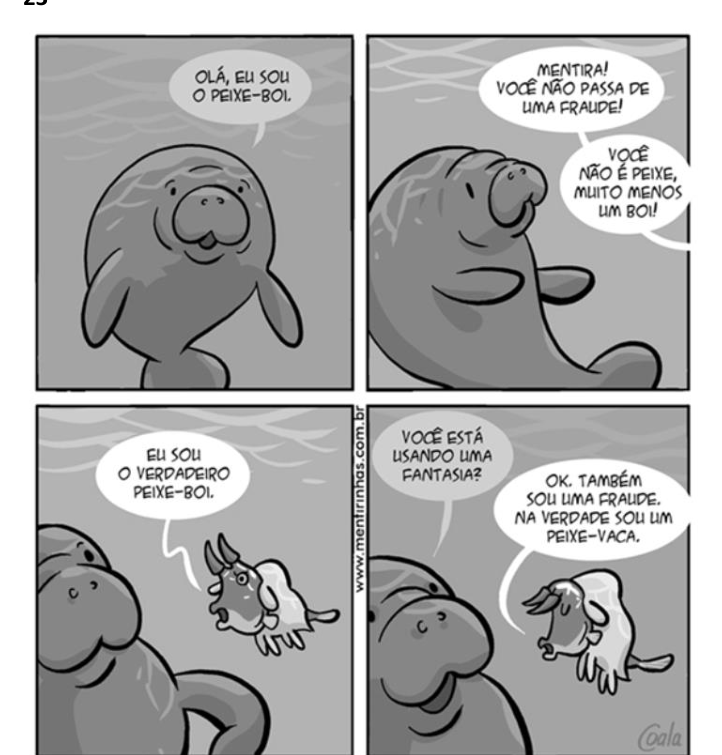 23
OLÁ, EU SOU
O PEIXE-BOI.
MENTIRA!
VOCÊ NÃO PASSA DE
UMA FRAUDE!
VOCÊ
NÃO É PEIXE,
MUITO MENOS
UM BOI!
EU SOU
O VERDADEIRO
PEIXE-BOI.
www.mentirinhas.com.br
VOCÊ ESTÁ
USANDO UMA
FANTASIA?
OK. TAMBÉM
SOU UMA FRAUDE.
NA VERDADE SOU UM
PEIXE-VACA.
Coala